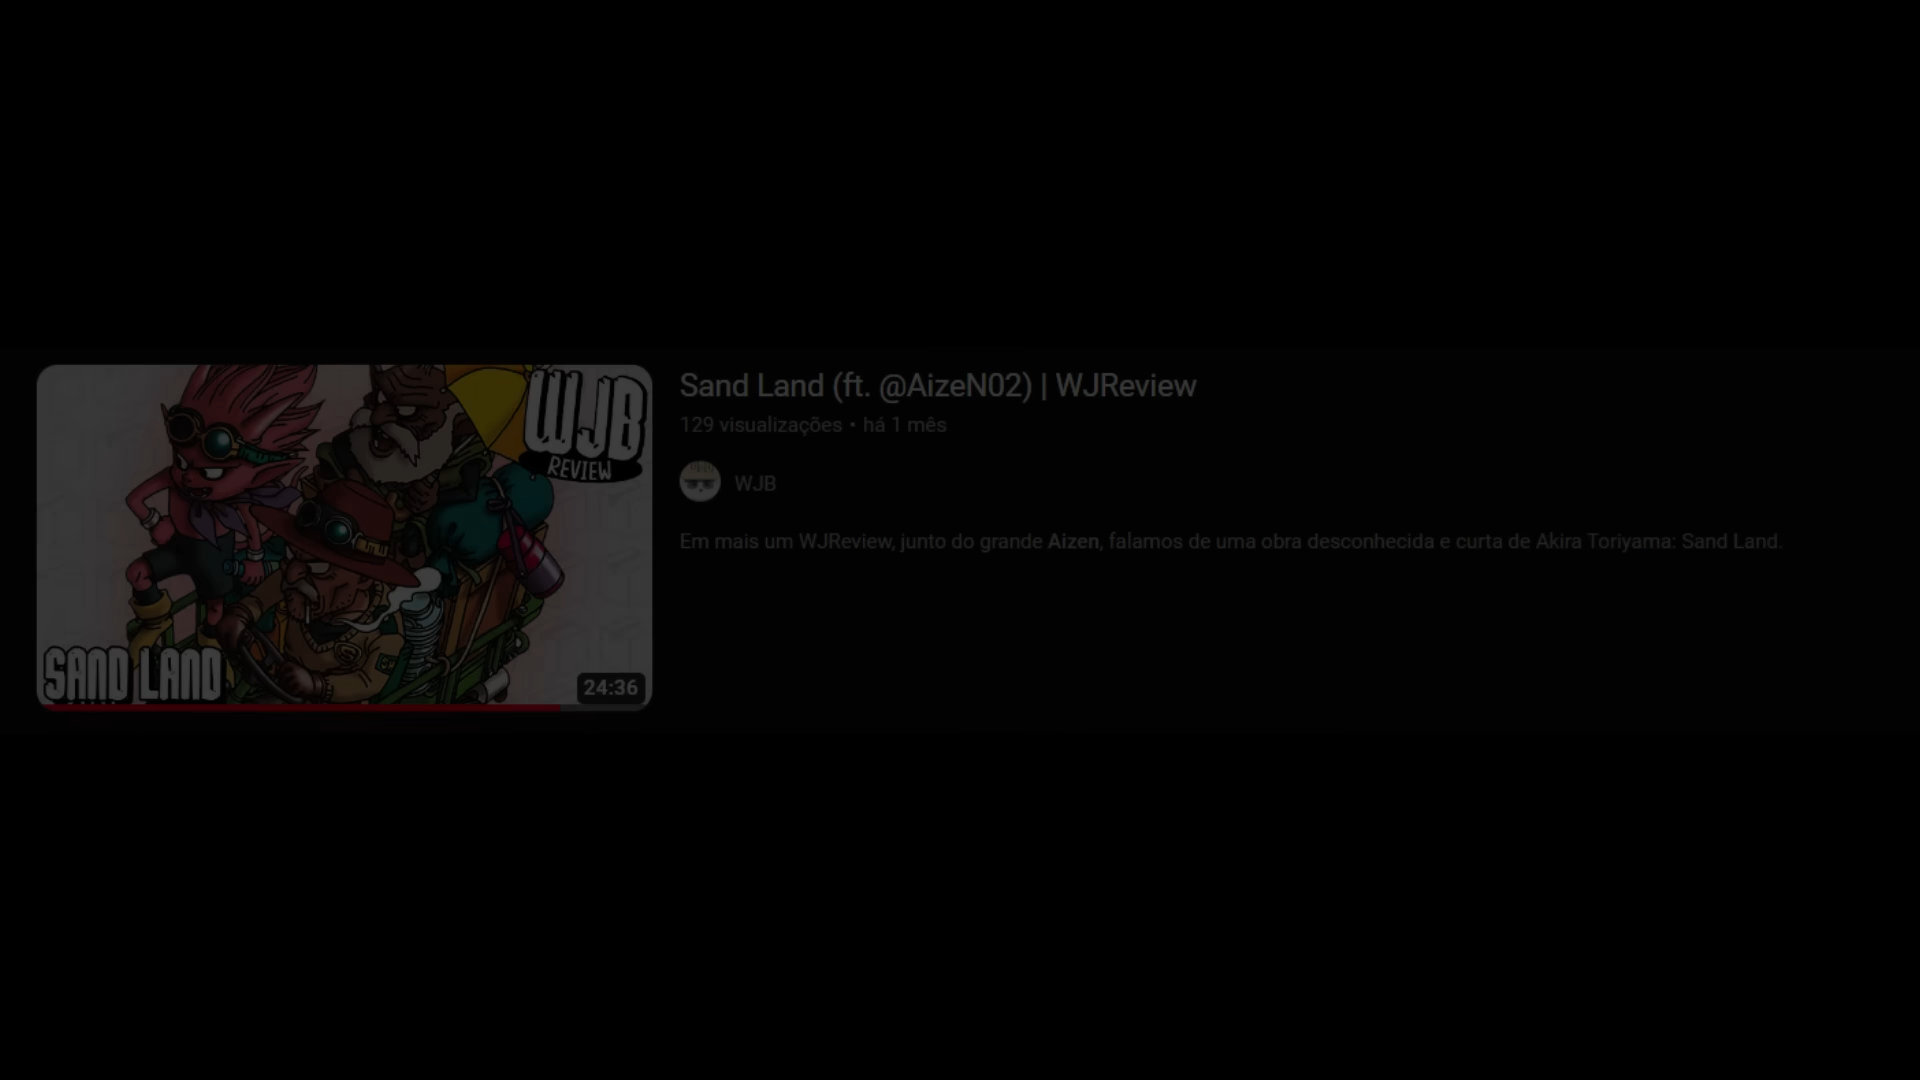 WJB
REVIEW
SAND LAND
24:36
Sand Land (ft. @AizeN02) | WJReview
129 visualizações • há 1 mês
WJB
Em mais um WJReview, junto do grande Aizen, falamos de uma obra desconhecida e curta de Akira Toriyama: Sand Land.